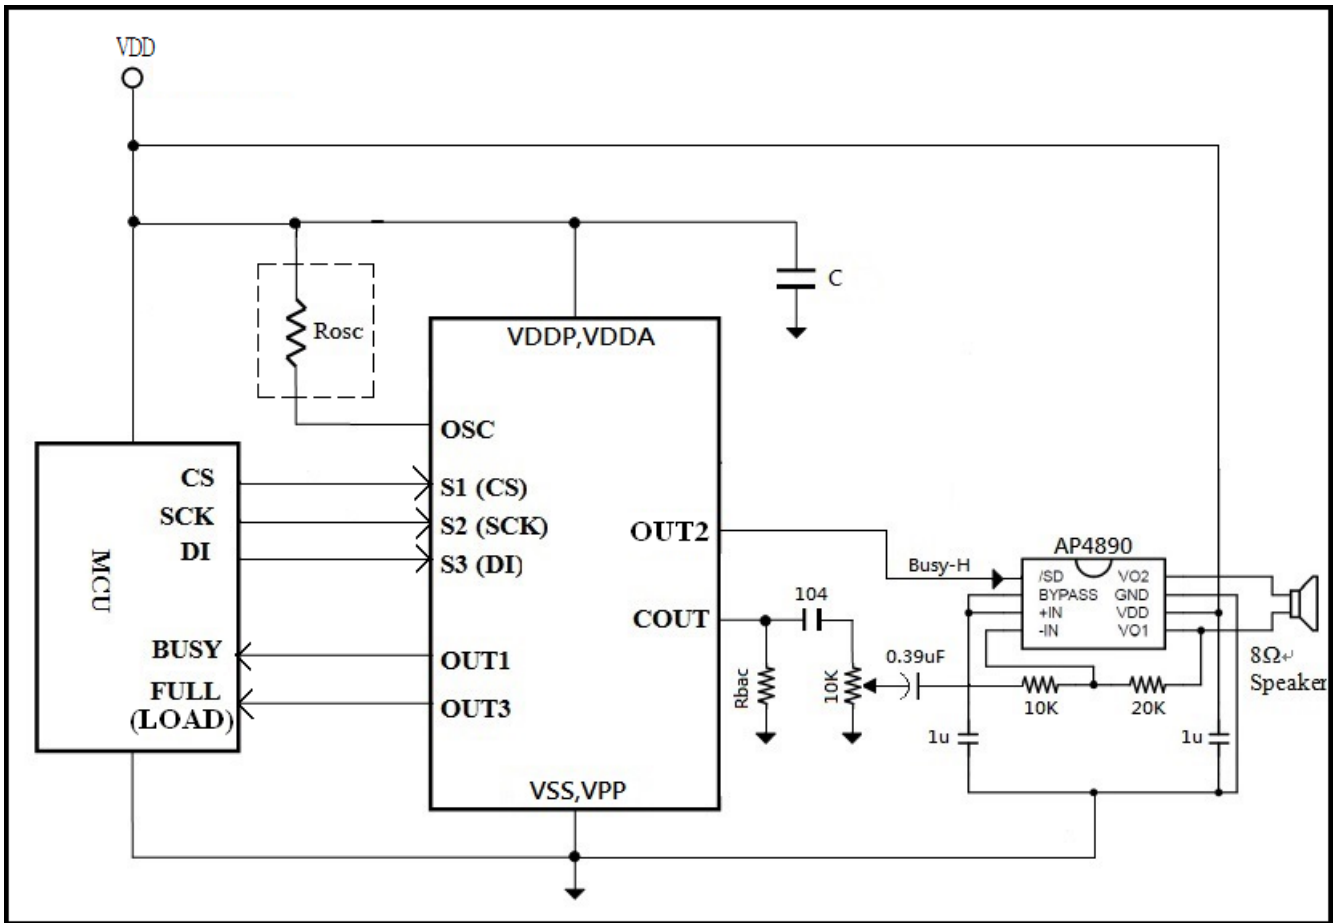 VDD
C
Rosc
VDDP,VDDA
OSC
CS
SCK
DI
MCU
BUSY
FULL
(LOAD)
S1 (CS)
S2 (SCK)
S3 (DI)
OUT1
OUT3
OUT2
COUT
VSS,VPP
Busy-H
104
Rbac
10K
0.39uF
AP4890
/SD
BYPASS
+IN
-IN
VO2
GND
VDD
VO1
10K
20K
1u
1u
8Ω↵
Speaker